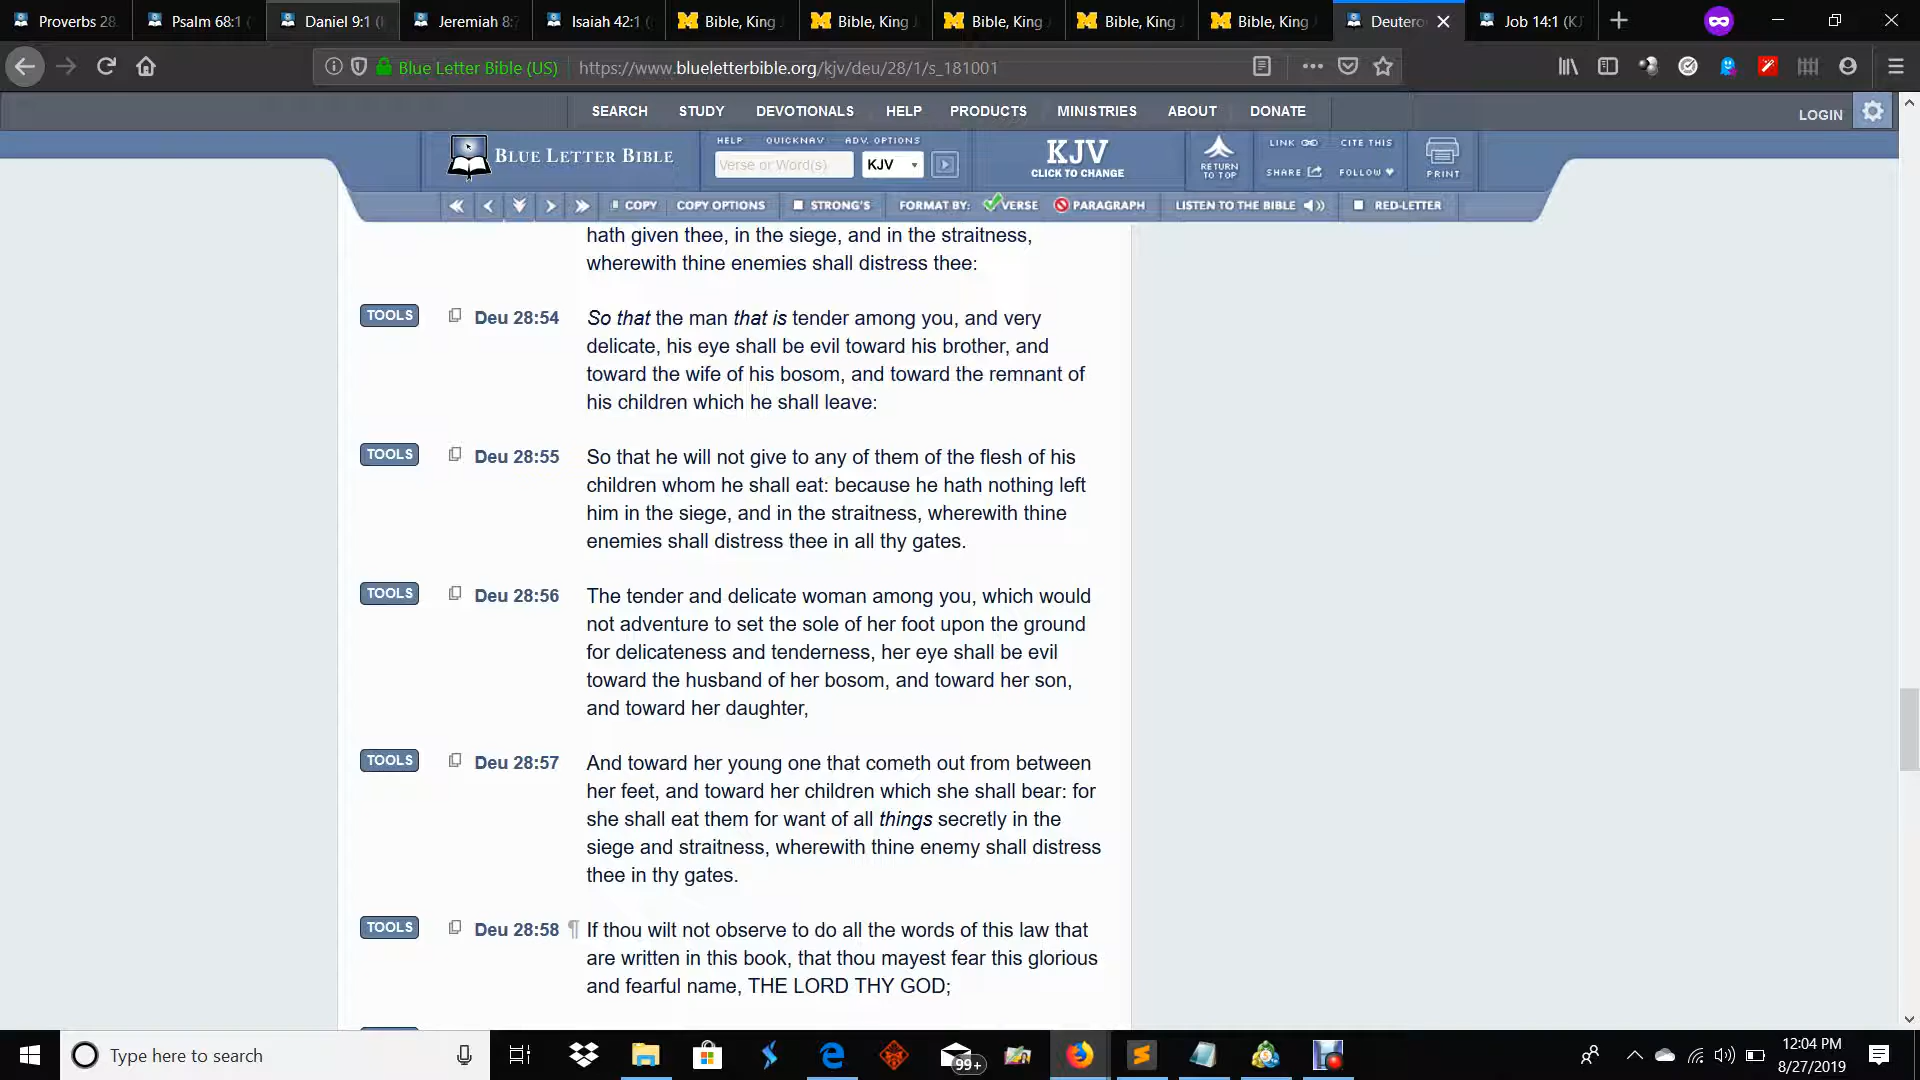 Proverbs 28
Psalm 68:1
Daniel 9:1 (
Jeremiah 8:
Isaiah 42:1 (
Bible, King
Bible, King
Bible, King
Bible, King
Bible, King
Deutero
Job 14:1 (KJ
Blue Letter Bible (US)
https://www.blueletterbible.org/kjv/deu/28/1/s_181001
SEARCH STUDY DEVOTIONALS HELP PRODUCTS MINISTRIES ABOUT DONATE
LOGIN
BLUE LETTER BIBLE
HELP QUICKNAV ADV. OPTIONS
Verse or Word(s) KJV
KJV
CLICK TO CHANGE
RETURN
TO TOP
LINK CITE THIS
SHARE FOLLOW
PRINT
COPY COPY OPTIONS STRONG'S FORMAT BY: VERSE PARAGRAPH LISTEN TO THE BIBLE RED-LETTER
hath given thee, in the siege, and in the straitness,
wherewith thine enemies shall distress thee:
TOOLS Deu 28:54 So that the man that is tender among you, and very
delicate, his eye shall be evil toward his brother, and
toward the wife of his bosom, and toward the remnant of
his children which he shall leave:
TOOLS Deu 28:55 So that he will not give to any of them of the flesh of his
children whom he shall eat: because he hath nothing left
him in the siege, and in the straitness, wherewith thine
enemies shall distress thee in all thy gates.
TOOLS Deu 28:56 The tender and delicate woman among you, which would
not adventure to set the sole of her foot upon the ground
for delicateness and tenderness, her eye shall be evil
toward the husband of her bosom, and toward her son,
and toward her daughter,
TOOLS Deu 28:57 And toward her young one that cometh out from between
her feet, and toward her children which she shall bear: for
she shall eat them for want of all things secretly in the
siege and straitness, wherewith thine enemy shall distress
thee in thy gates.
TOOLS Deu 28:58 ¶ If thou wilt not observe to do all the words of this law that
are written in this book, that thou mayest fear this glorious
and fearful name, THE LORD THY GOD;
Type here to search
99+
12:04 PM
8/27/2019